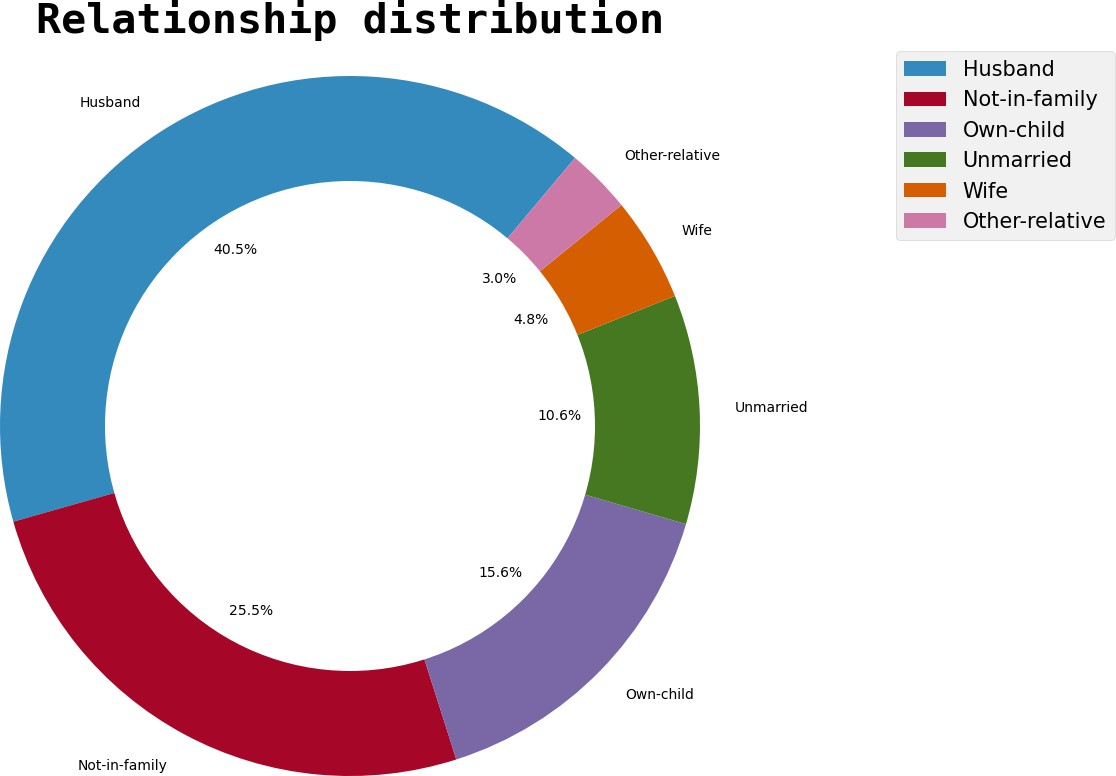 Relationship distribution
Husband
Other-relative
Wife
Unmarried
Own-child
Not-in-family
40.5%
3.0%
4.8%
10.6%
15.6%
25.5%
Husband
Not-in-family
Own-child
Unmarried
Wife
Other-relative